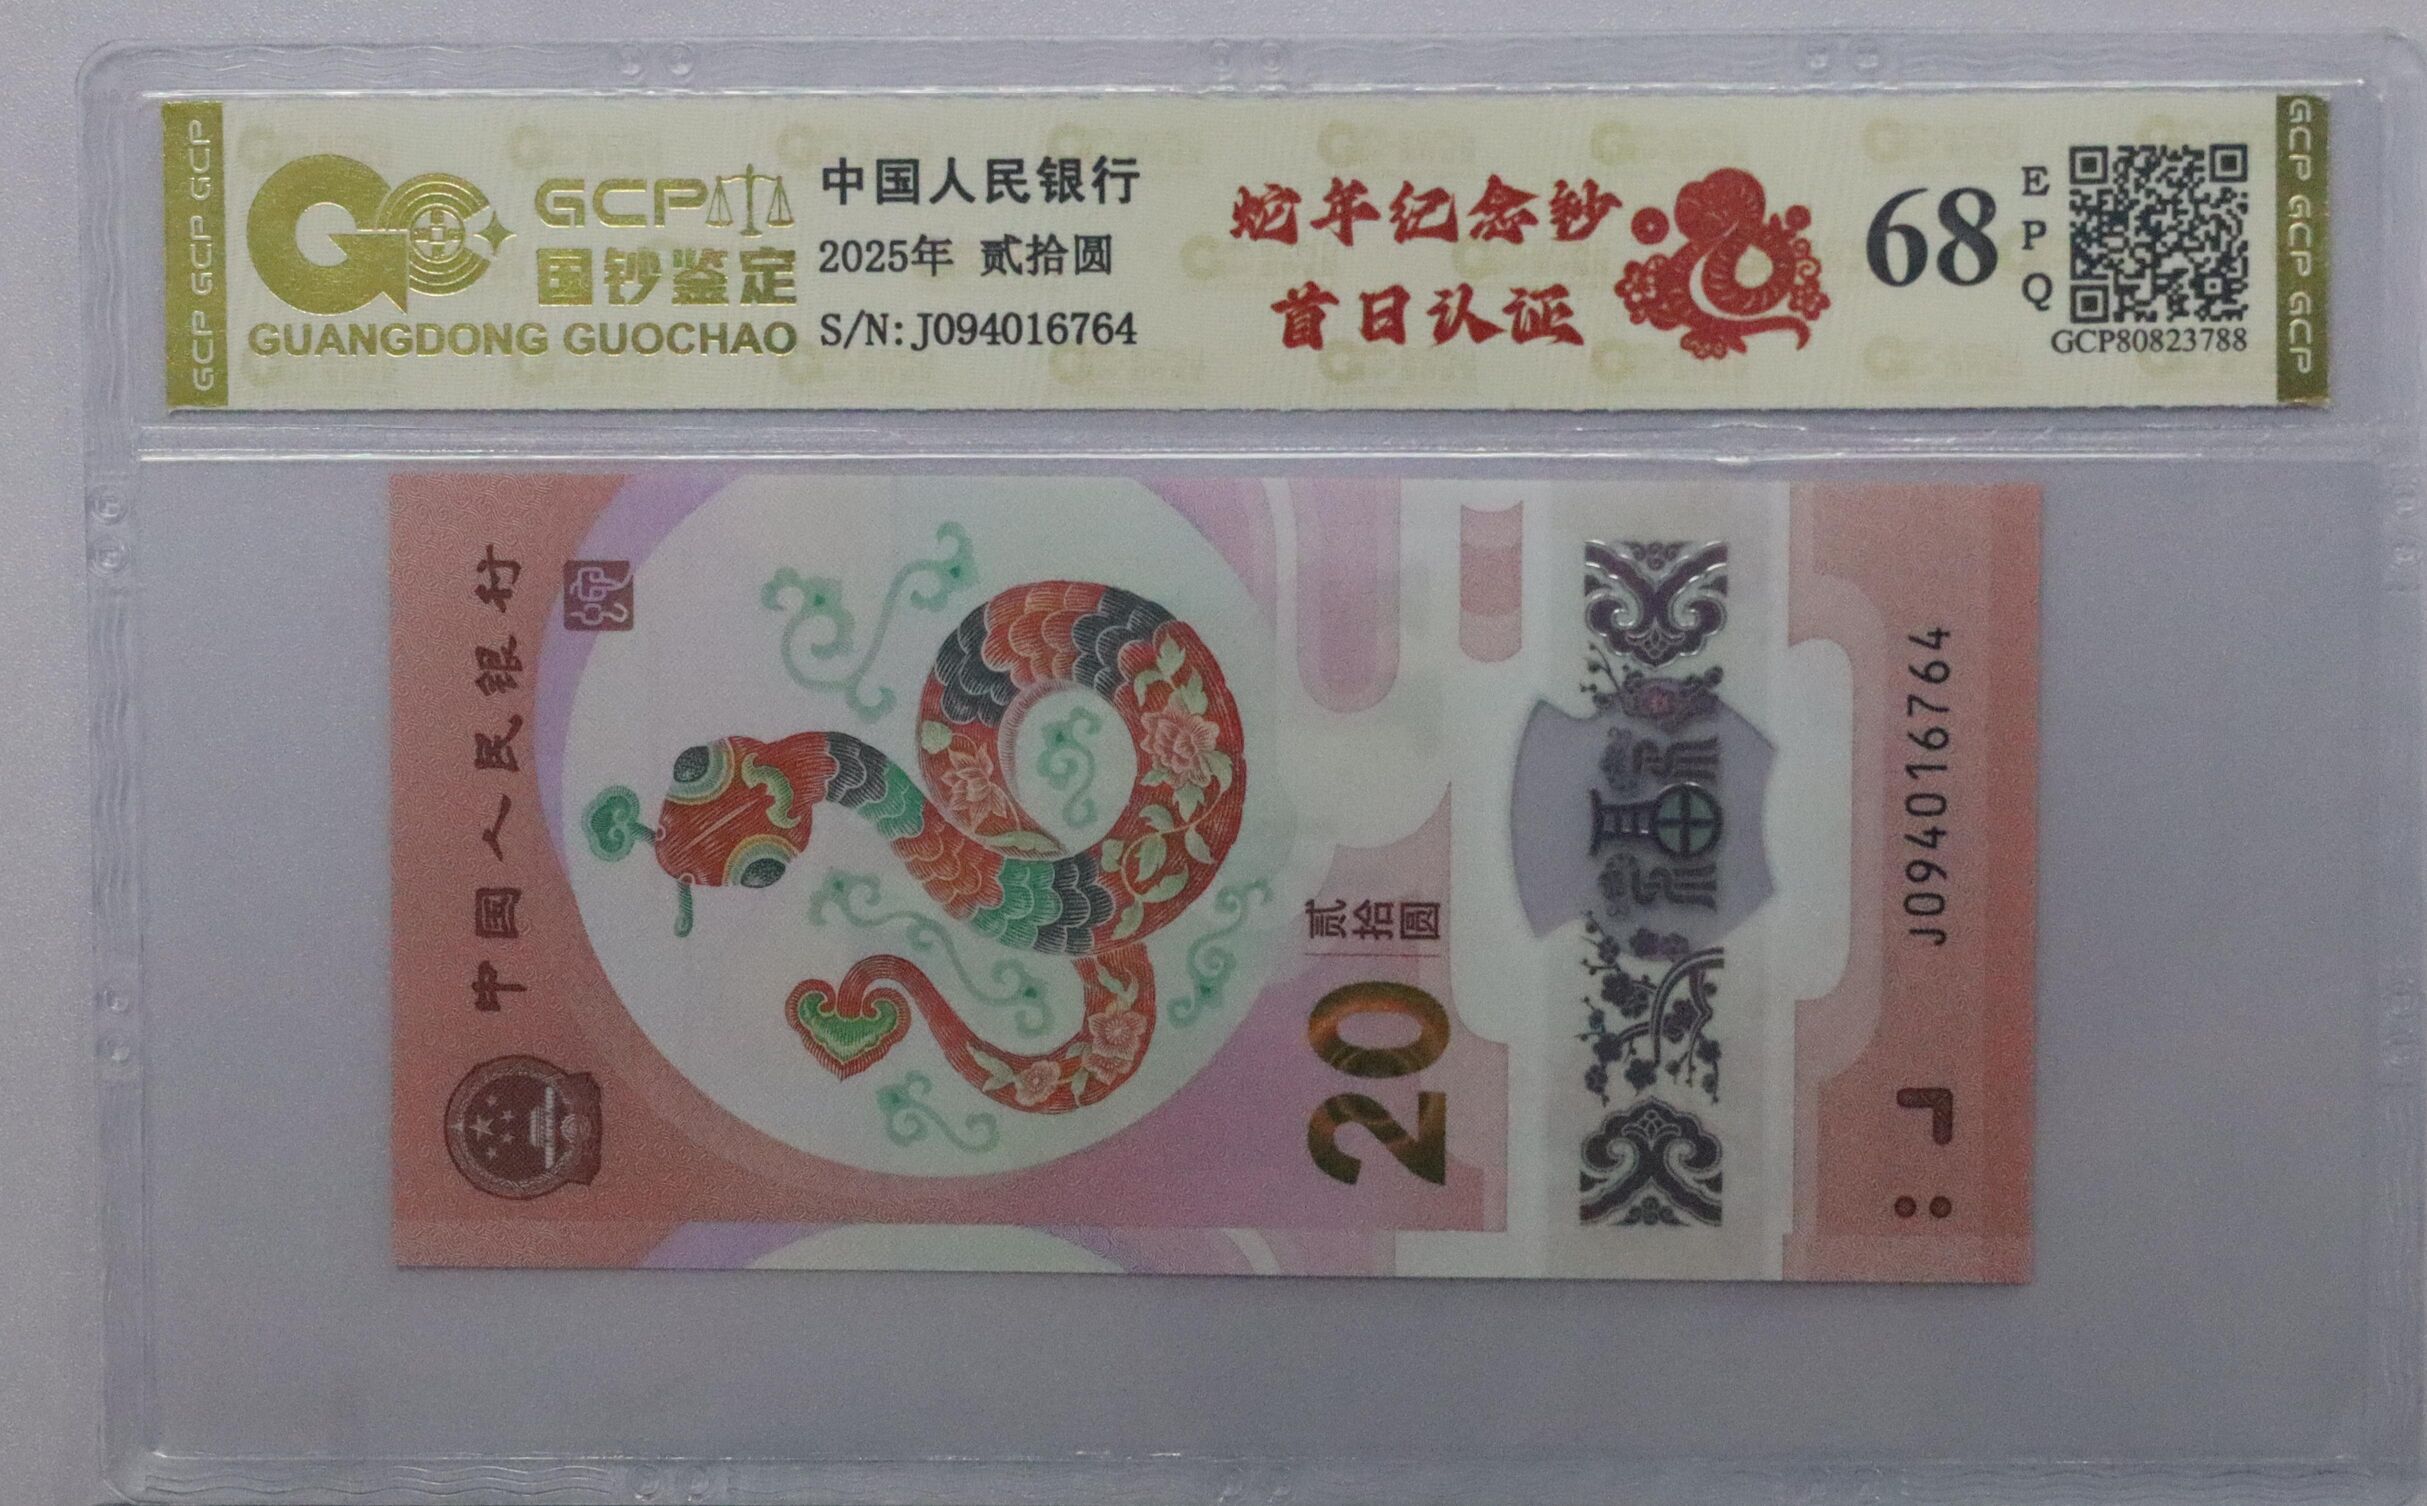 GCP GCP GCP
GCP
国钞鉴定
GUANGDONG GUOCHAO
中国人民银行
2025年 贰拾圆
S/N:J094016764
蛇年纪念钞
首日认证
68
EPQ
GCP80823788
GCP GCP GCP
中国人民银行
贰拾圆
20
福
J094016764